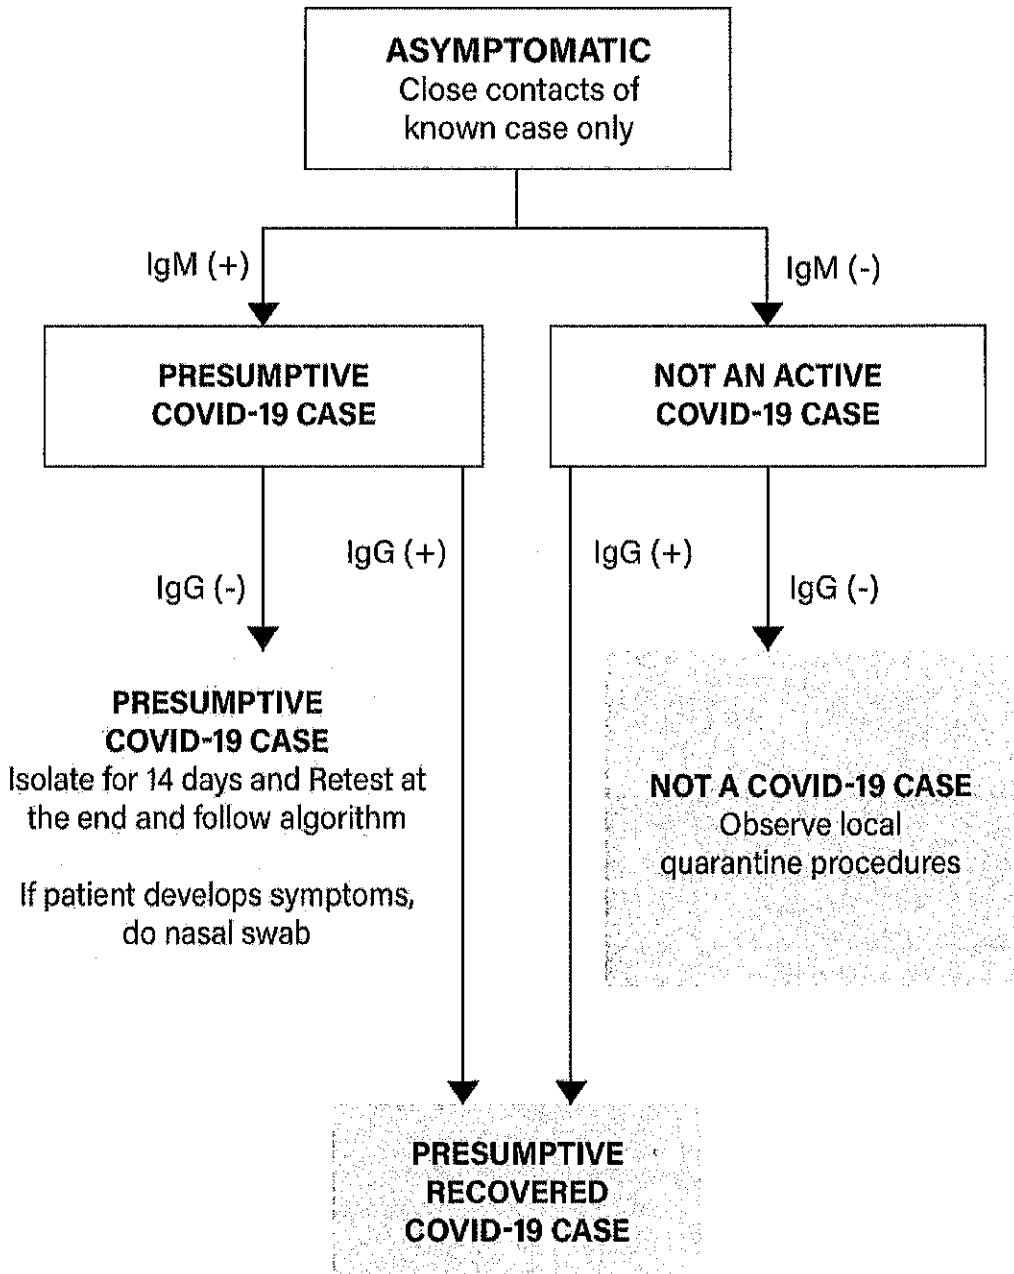 ASYMPTOMATIC
Close contacts of
known case only
IgM (+)
IgM (-)
PRESUMPTIVE
COVID-19 CASE
NOT AN ACTIVE
COVID-19 CASE
IgG (+)
IgG (+)
IgG (-)
IgG (-)
PRESUMPTIVE
COVID-19 CASE
Isolate for 14 days and Retest at
the end and follow algorithm
If patient develops symptoms,
do nasal swab
NOT A COVID-19 CASE
Observe local
quarantine procedures
PRESUMPTIVE
RECOVERED
COVID-19 CASE